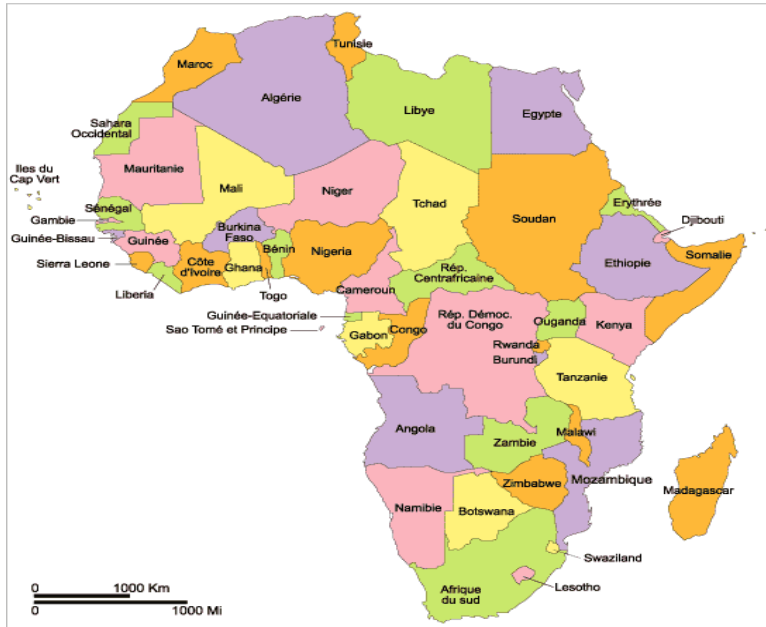 Tunisie
Maroc
Algérie
Libye
Egypte
Sahara
Occidental
Mauritanie
Iles du
Cap Vert
Mali
Niger
Tchad
Soudan
Erythrée
Sénégal
Gambie
Djibouti
Guinée-Bissau
Guinée
Burkina
Faso
Bénin
Nigeria
Ethiopie
Somalie
Sierra Leone
Côte
d'Ivoire
Ghana
Rép.
Centrafricaine
Liberia
Togo
Cameroun
Guinée-Equatoriale
Sao Tomé et Principe
Gabon
Congo
Rép. Démoc.
du Congo
Ouganda
Kenya
Rwanda
Burundi
Tanzanie
Angola
Zambie
Malawi
Mozambique
Zimbabwe
Madagascar
Namibie
Botswana
Swaziland
Afrique
du sud
Lesotho
0 1000 Km
0 1000 Mi